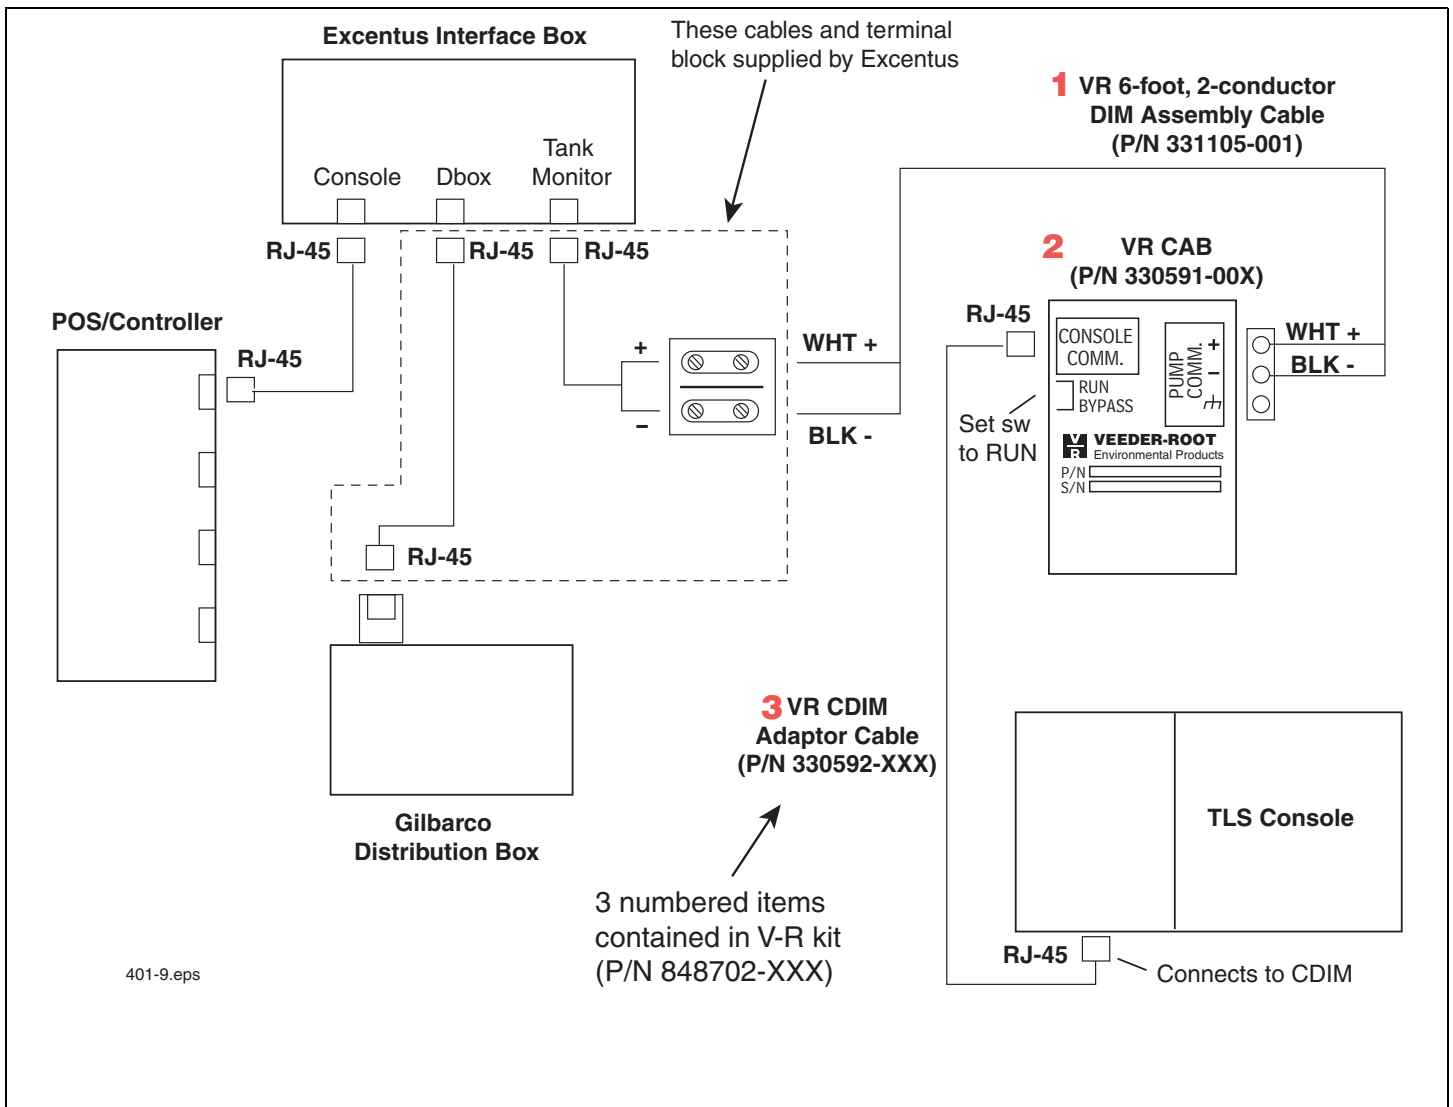 Excentus Interface Box
These cables and terminal
block supplied by Excentus
1 VR 6-foot, 2-conductor
DIM Assembly Cable
(P/N 331105-001)
Console
Dbox
Tank
Monitor
RJ-45
RJ-45
RJ-45
2 VR CAB
(P/N 330591-00X)
POS/Controller
RJ-45
RJ-45
CONSOLE
COMM.
RUN
BYPASS
PUMP
COMM.
+
–
WHT +
BLK -
Set sw
to RUN
V
R
VEEDER-ROOT
Environmental Products
P/N
S/N
+
–
WHT +
BLK -
RJ-45
Gilbarco
Distribution Box
3 VR CDIM
Adaptor Cable
(P/N 330592-XXX)
3 numbered items
contained in V-R kit
(P/N 848702-XXX)
TLS Console
RJ-45
Connects to CDIM
401-9.eps